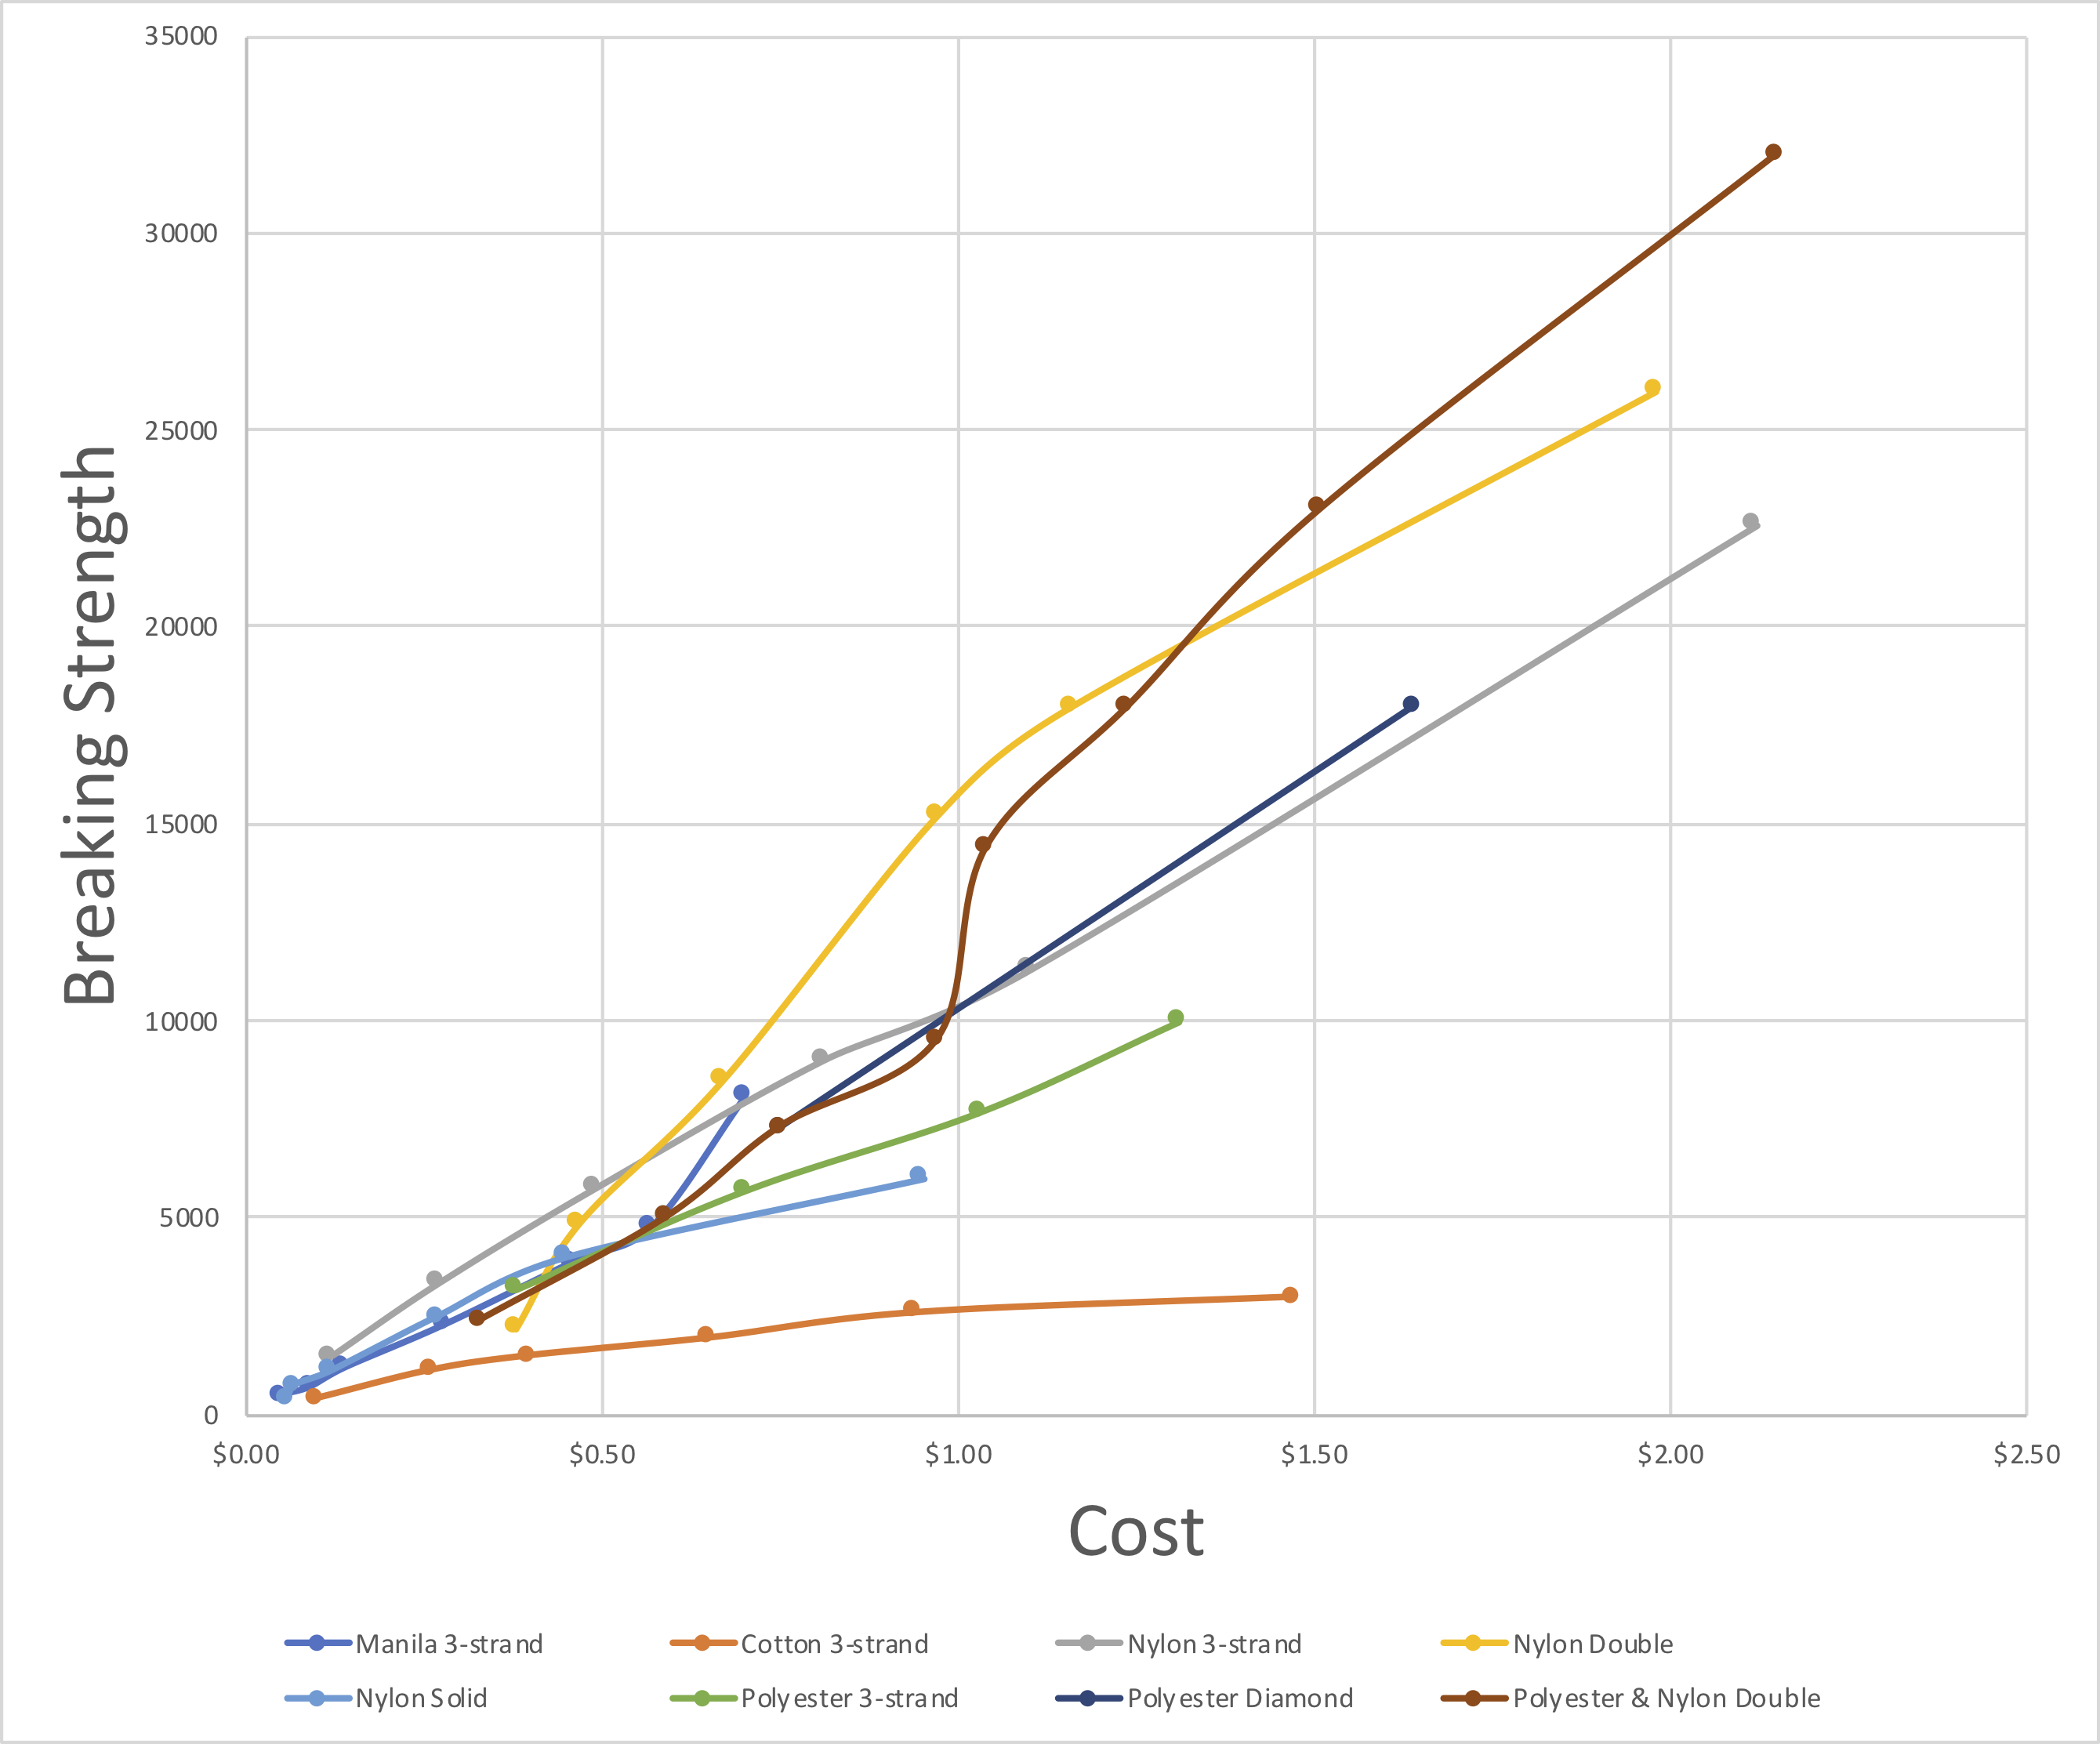 35000
30000
25000
20000
15000
10000
5000
0
Breaking Strength
$0.00 $0.50 $1.00 $1.50 $2.00 $2.50
Cost
Manila 3-strand Cotton 3-strand Nylon 3-strand Nylon Double
Nylon Solid Polyester 3-strand Polyester Diamond Polyester & Nylon Double